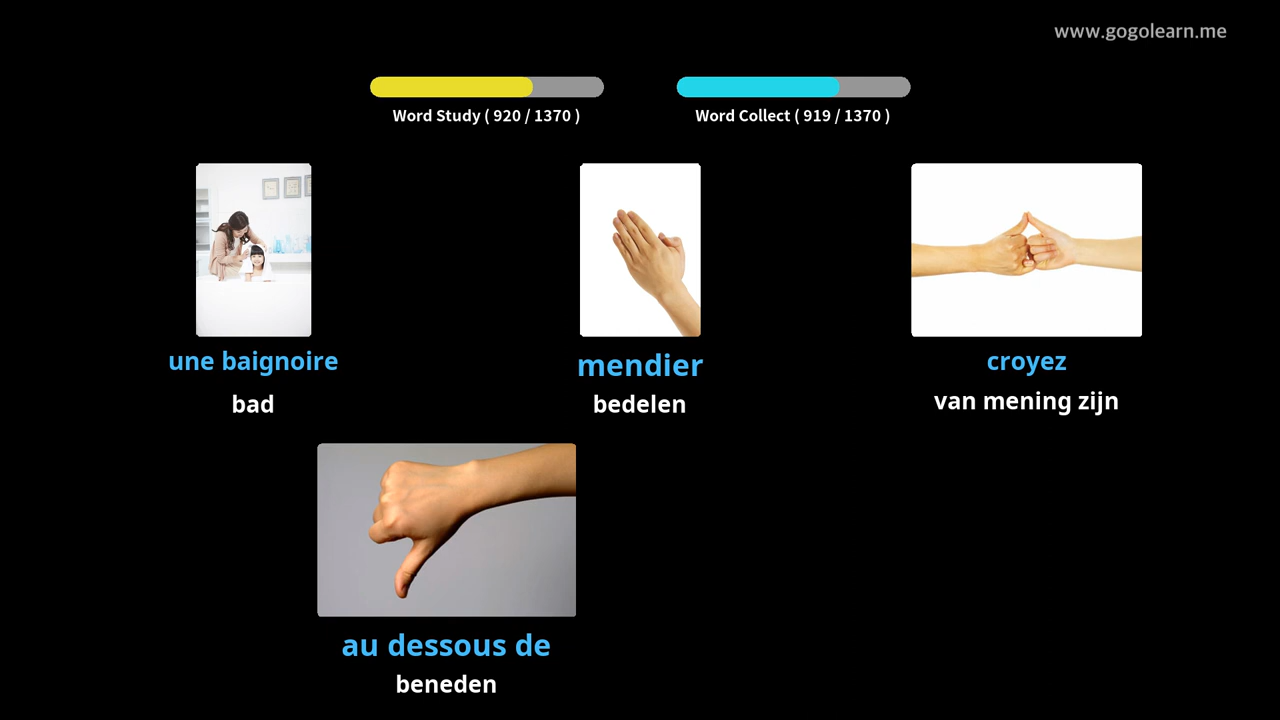 www.gogolearn.me
Word Study ( 920 / 1370 )
Word Collect ( 919 / 1370 )
une baignoire
bad
mendier
bedelen
croyez
van mening zijn
au dessous de
beneden